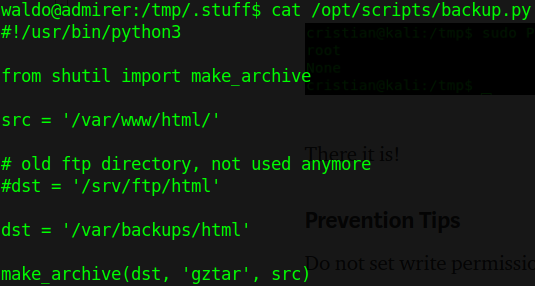 waldo@admirer:/tmp/.stuff$ cat /opt/scripts/backup.py
#!/usr/bin/python3
cristian@kali:/tmp$ sudo P
root
None
cristian@kali:/tmp$ _
from shutil import make_archive
src = '/var/www/html/'
There it is!
# old ftp directory, not used anymore
#dst = '/srv/ftp/html'
Prevention Tips
dst = '/var/backups/html'
Do not set write permissio
make_archive(dst, 'gztar', src)